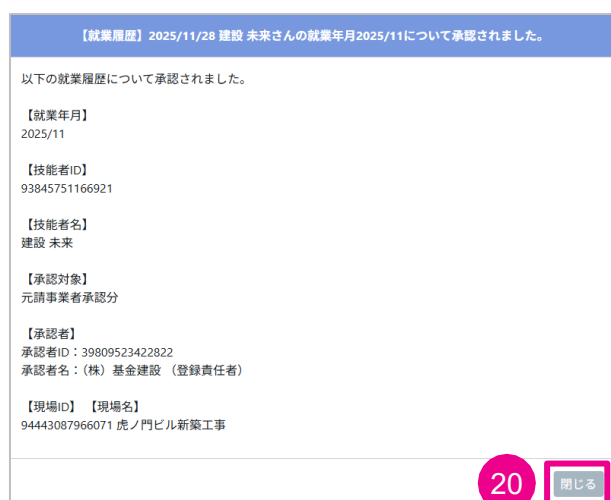 【就業履歴】2025/11/28 建設 未来さんの就業年月2025/11について承認されました。
以下の就業履歴について承認されました。
【就業年月】
2025/11
【技能者ID】
93845751166921
【技能者名】
建設 未来
【承認対象】
元請事業者承認分
【承認者】
承認者ID：39809523422822
承認者名：（株）基金建設 （登録責任者）
【現場ID】 【現場名】
94443087966071 虎ノ門ビル新築工事
20 閉じる